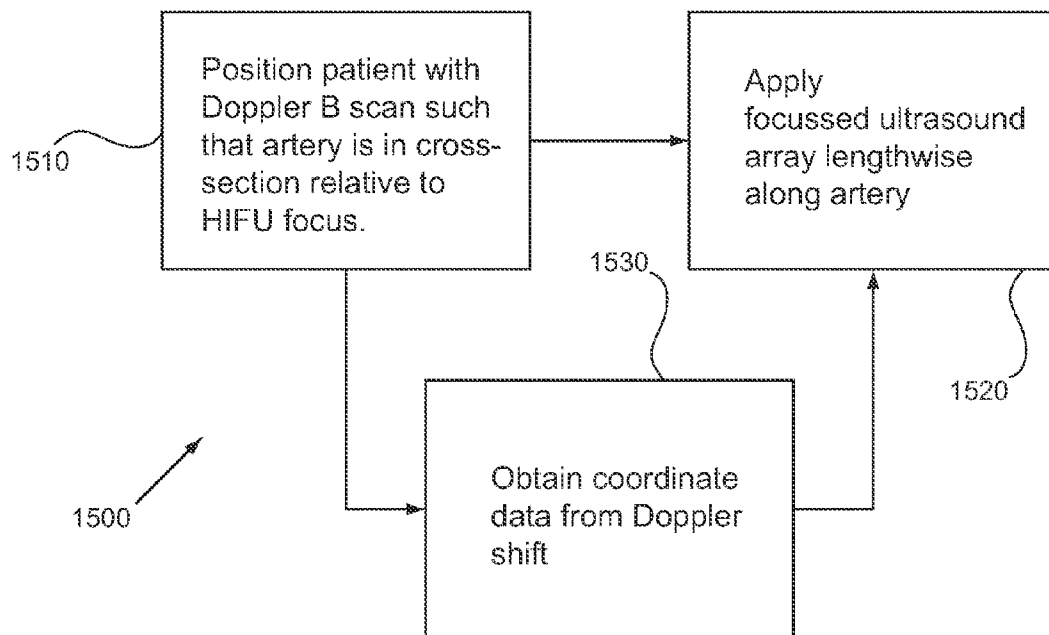 Position patient with
Doppler B scan such
that artery is in cross-
section relative to
HIFU focus.
1510
Apply
focussed ultrasound
array lengthwise
along artery
1530
1520
Obtain coordinate
data from Doppler
shift
1500